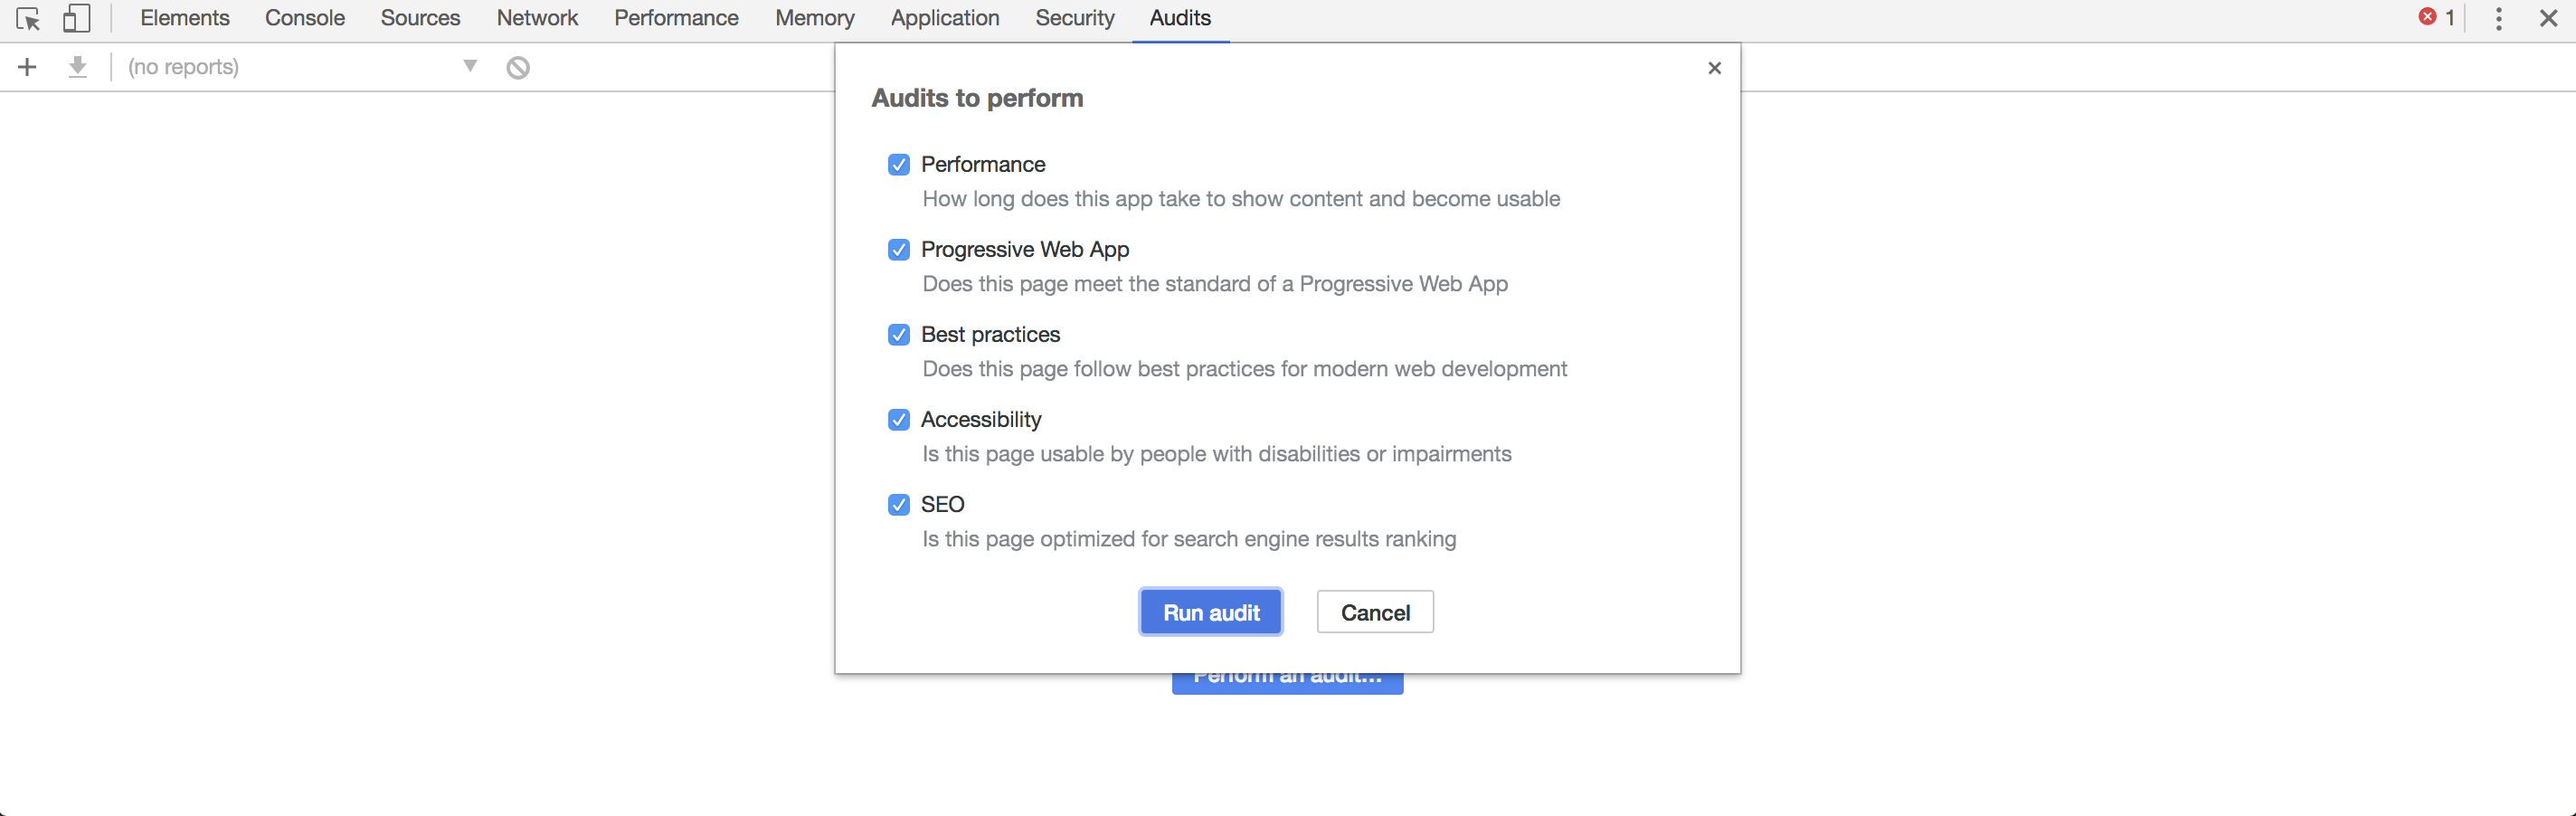 Elements Console Sources Network Performance Memory Application Security Audits 1
(no reports)
Audits to perform
Performance
How long does this app take to show content and become usable
Progressive Web App
Does this page meet the standard of a Progressive Web App
Best practices
Does this page follow best practices for modern web development
Accessibility
Is this page usable by people with disabilities or impairments
SEO
Is this page optimized for search engine results ranking
Run audit Cancel
Perform an audit...